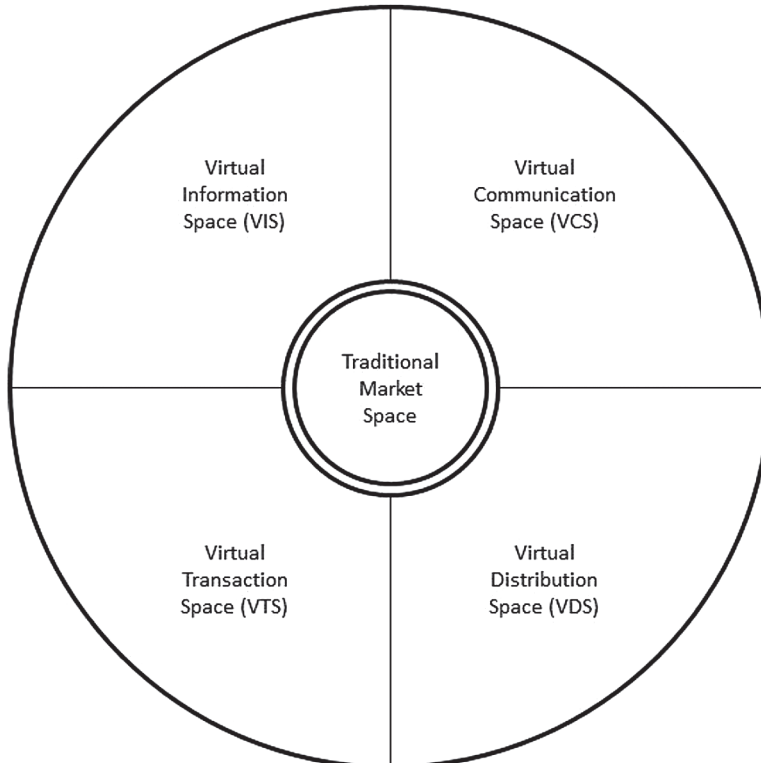 Virtual
Information
Space (VIS)
Virtual
Communication
Space (VCS)
Traditional
Market
Space
Virtual
Transaction
Space (VTS)
Virtual
Distribution
Space (VDS)